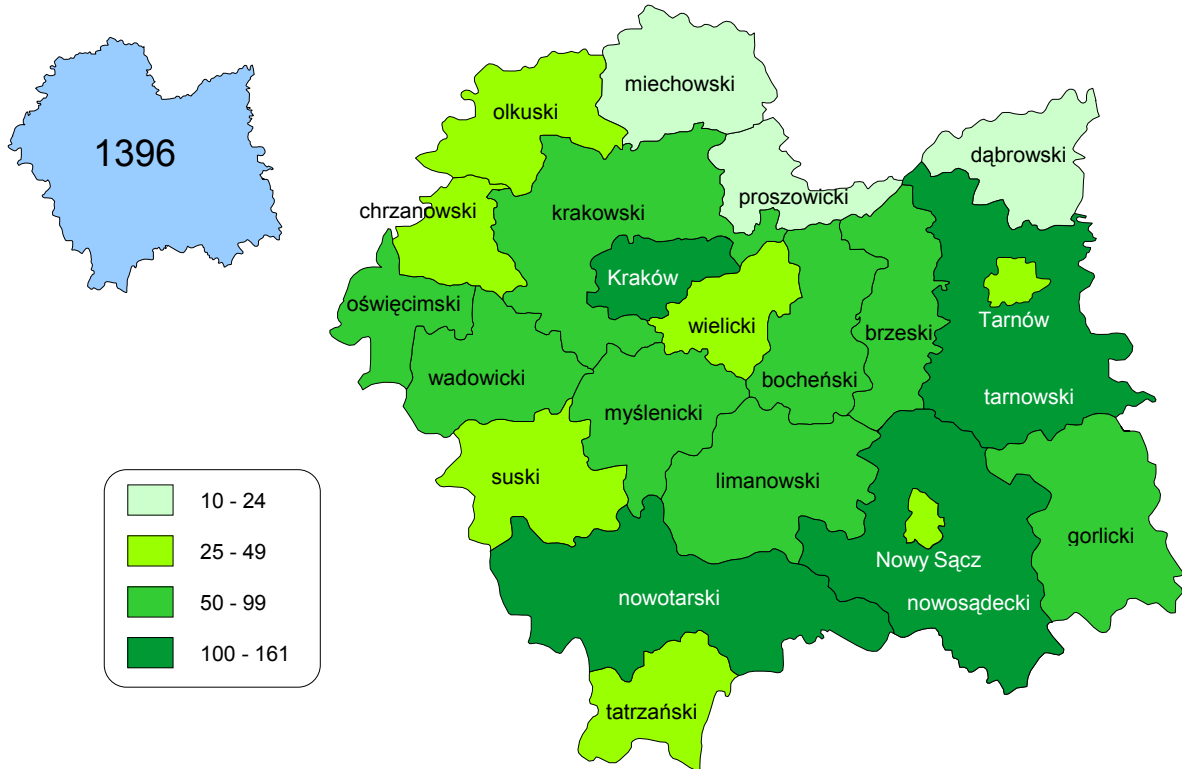 1396
miechowski
olkuski
dąbrowski
proszowicki
chrzanowski
krakowski
Kraków
oświęcimski
wielicki
Tarnów
brzeski
wadowicki
bocheński
tarnowski
myślenicki
suski
limanowski
gorlicki
Nowy Sącz
nowotarski
nowosądecki
tatrzański
10 - 24
25 - 49
50 - 99
100 - 161